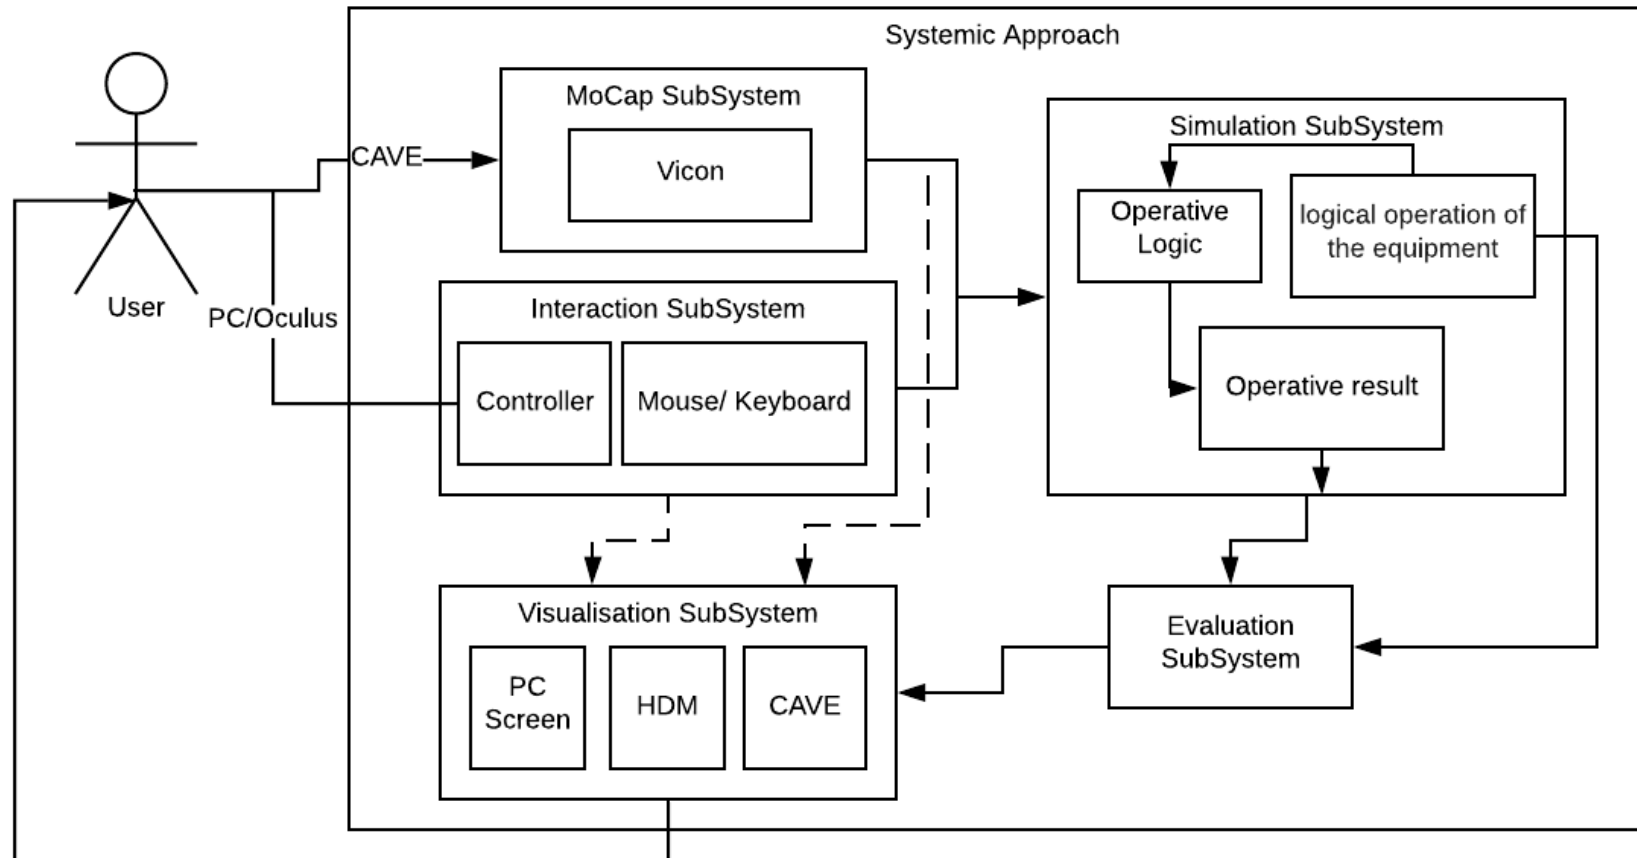 Systemic Approach
MoCap SubSystem
Vicon
CAVE
User
PC/Oculus
Interaction SubSystem
Controller
Mouse/ Keyboard
Simulation SubSystem
Operative
Logic
logical operation of
the equipment
Operative result
Visualisation SubSystem
PC
Screen
HDM
CAVE
Evaluation
SubSystem